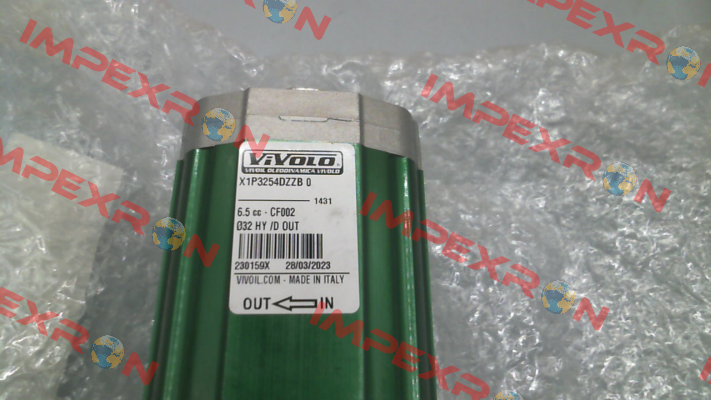 ViVOLO
VIVOIL OLEODINAMICA VIVOLO
X1P3254DZZB 0
1431
6.5 cc - CF002
Ø32 HY /D OUT
230159X 28/03/2023
VIVOIL.COM - MADE IN ITALY
OUT IN
IMPEXRON
IMPEXRON
IMPEXRON
IMPEXRON
IMPEXRON
IMPEXRON